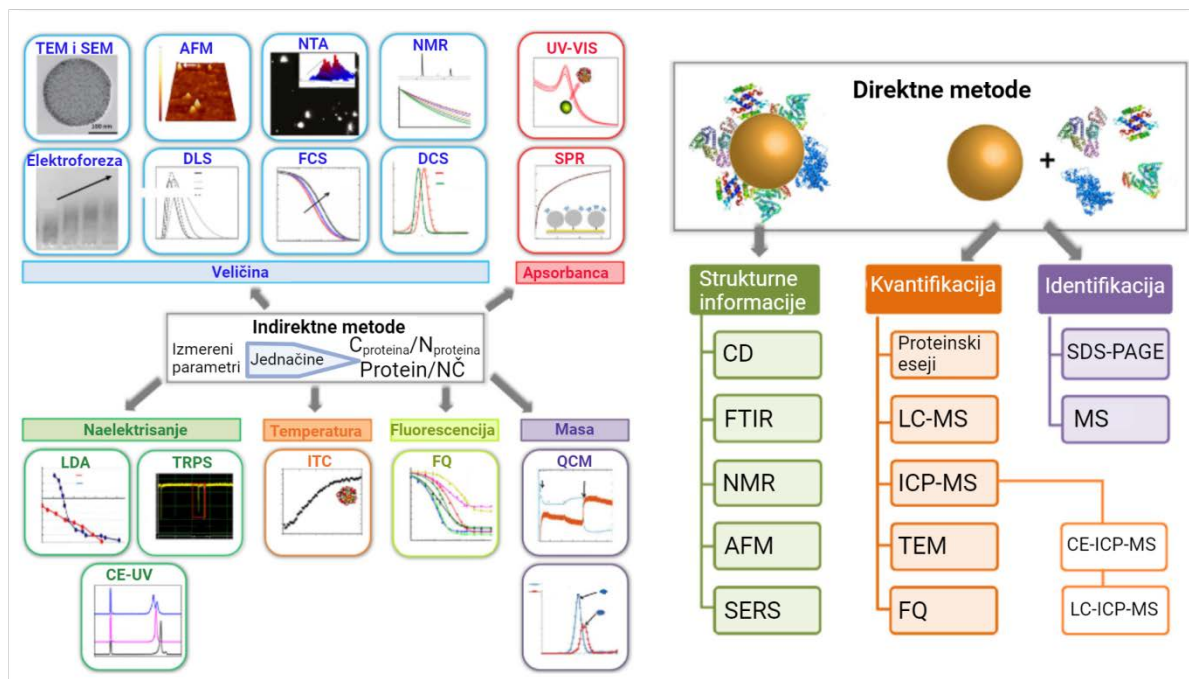 TEM i SEM
AFM
NTA
NMR
UV-VIS
100 nm
Elektroforeza
DLS
FCS
DCS
SPR
Veličina
Apsorbanca
Indirektne metode
Izmereni
parametri
Jednačine
Cproteina/Nproteina
Protein/NČ
Naelektrisanje
Temperatura
Fluorescencija
Masa
LDA
TRPS
ITC
FQ
QCM
CE-UV
Direktne metode
+
Strukturne
informacije
CD
FTIR
NMR
AFM
SERS
Kvantifikacija
Proteinski
eseji
LC-MS
ICP-MS
TEM
FQ
CE-ICP-MS
LC-ICP-MS
Identifikacija
SDS-PAGE
MS